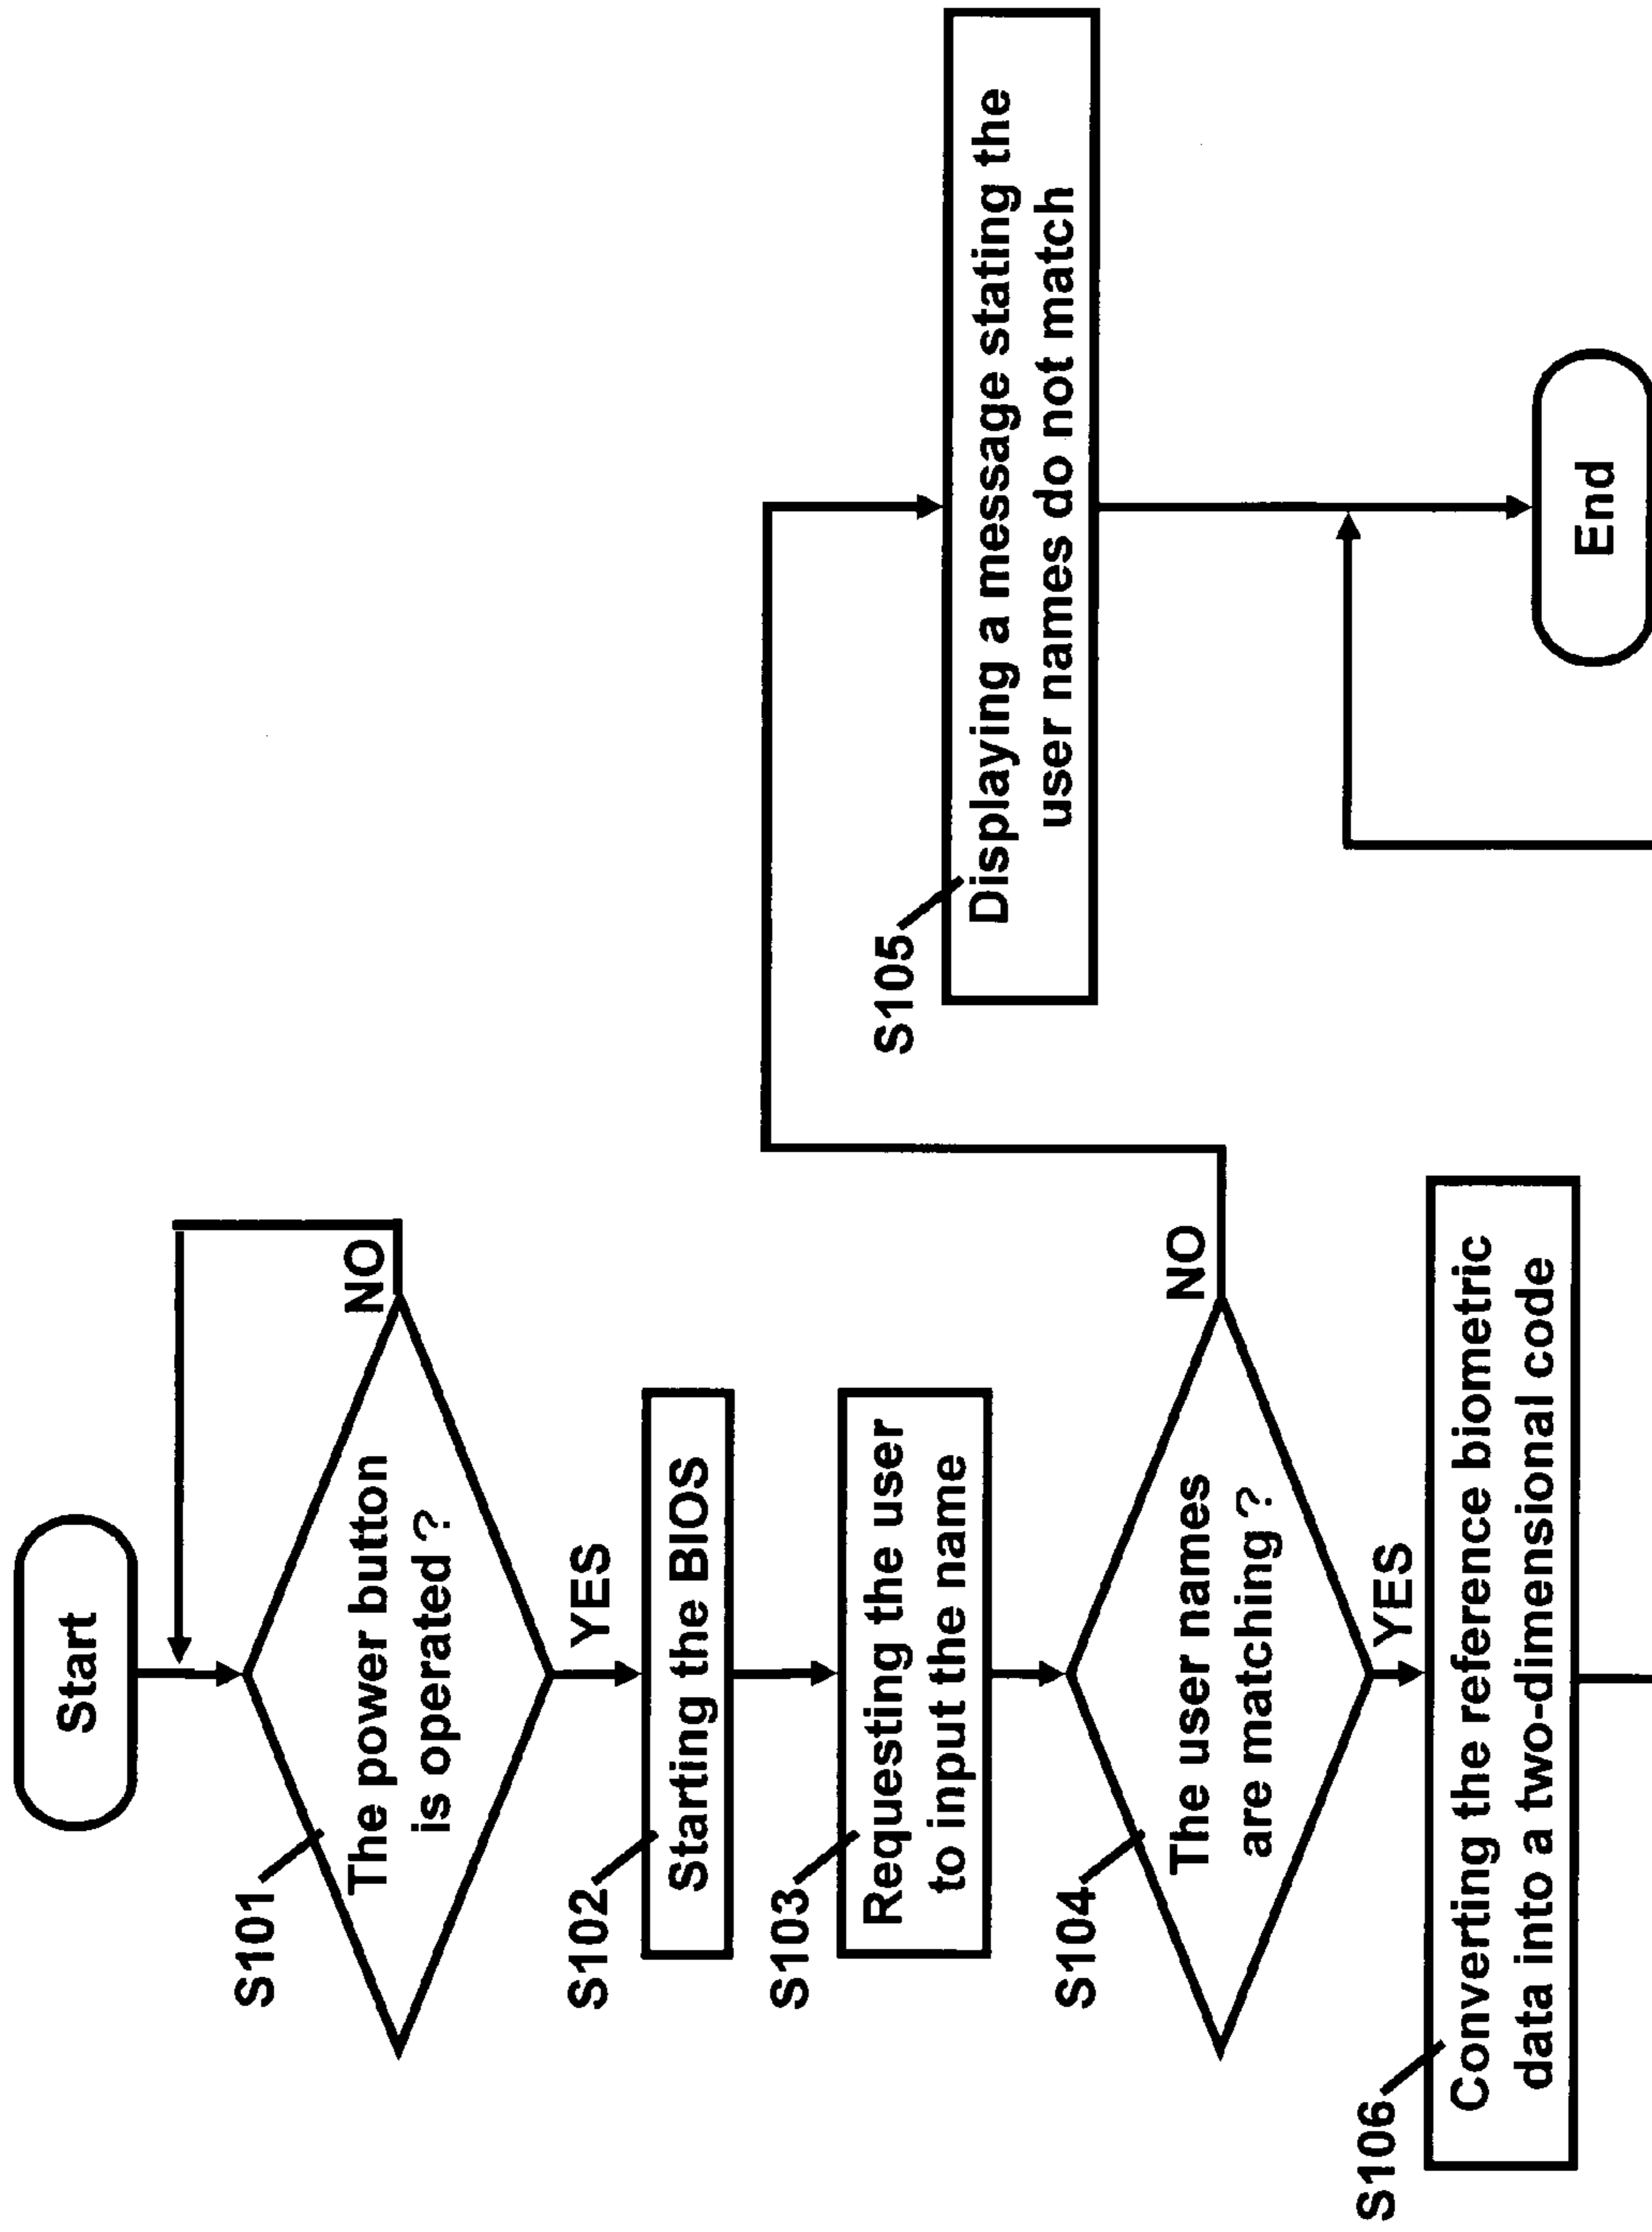 Start
S101
The power button
is operated ?
NO
YES
S102
Starting the BIOS
S103
Requesting the user
to input the name
S104
The user names
are matching ?
NO
YES
S105
Displaying a message stating the
user names do not match
End
S106
Converting the reference biometric
data into a two-dimensional code